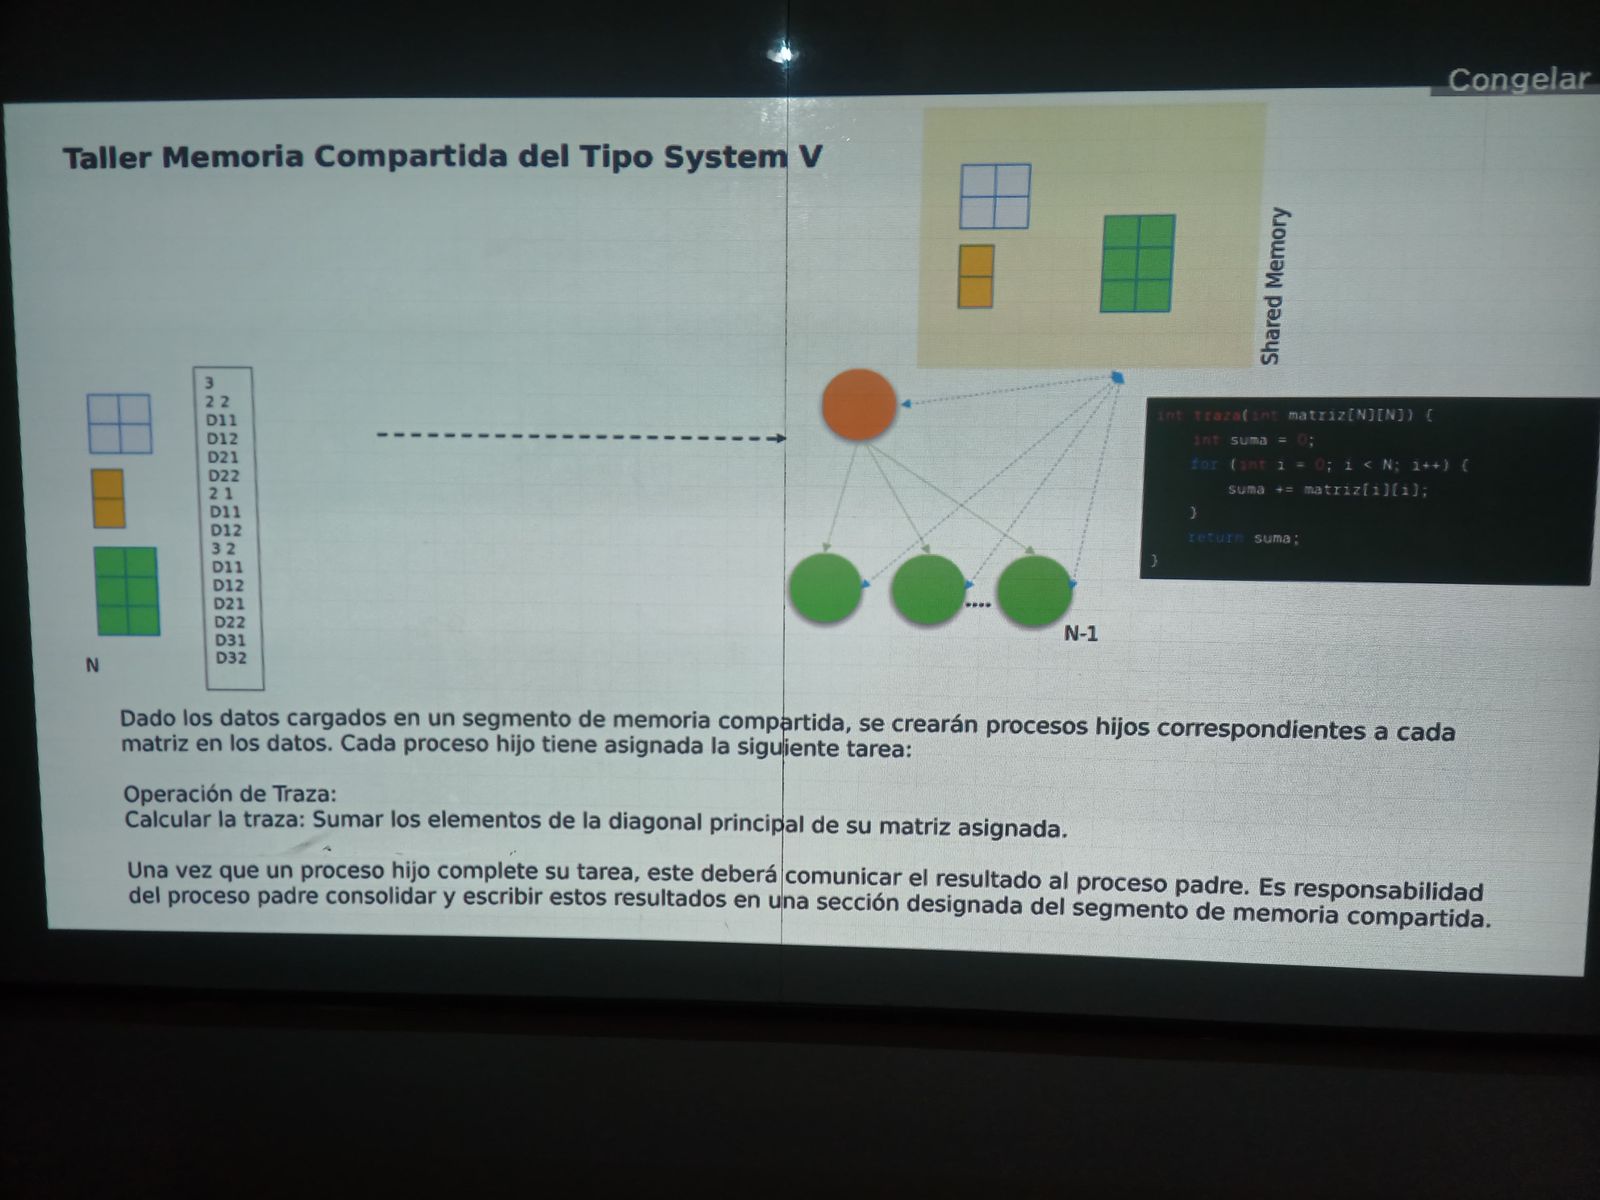 Congelar
Taller Memoria Compartida del Tipo System V
Shared Memory
3
2 2
D11
D12
D21
D22
2 1
D11
D12
3 2
D11
D12
D21
D22
D31
D32
N
....
N-1
int traza(int matriz[N][N]) {
int suma = 0;
for (int i = 0; i < N; i++) {
suma += matriz[i][i];
}
return suma;
}
Dado los datos cargados en un segmento de memoria compartida, se crearán procesos hijos correspondientes a cada
matriz en los datos. Cada proceso hijo tiene asignada la siguiente tarea:
Operación de Traza:
Calcular la traza: Sumar los elementos de la diagonal principal de su matriz asignada.
Una vez que un proceso hijo complete su tarea, este deberá comunicar el resultado al proceso padre. Es responsabilidad
del proceso padre consolidar y escribir estos resultados en una sección designada del segmento de memoria compartida.